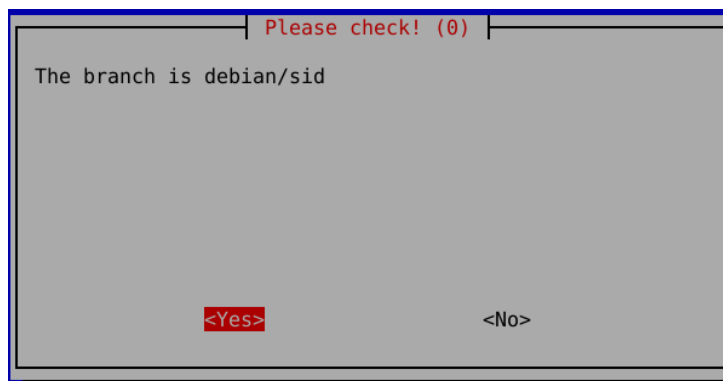 Please check! (0)
The branch is debian/sid
<Yes> <No>